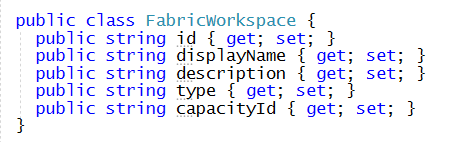 public class FabricWorkspace {
  public string id { get; set; }
  public string displayName { get; set; }
  public string description { get; set; }
  public string type { get; set; }
  public string capacityId { get; set; }
}